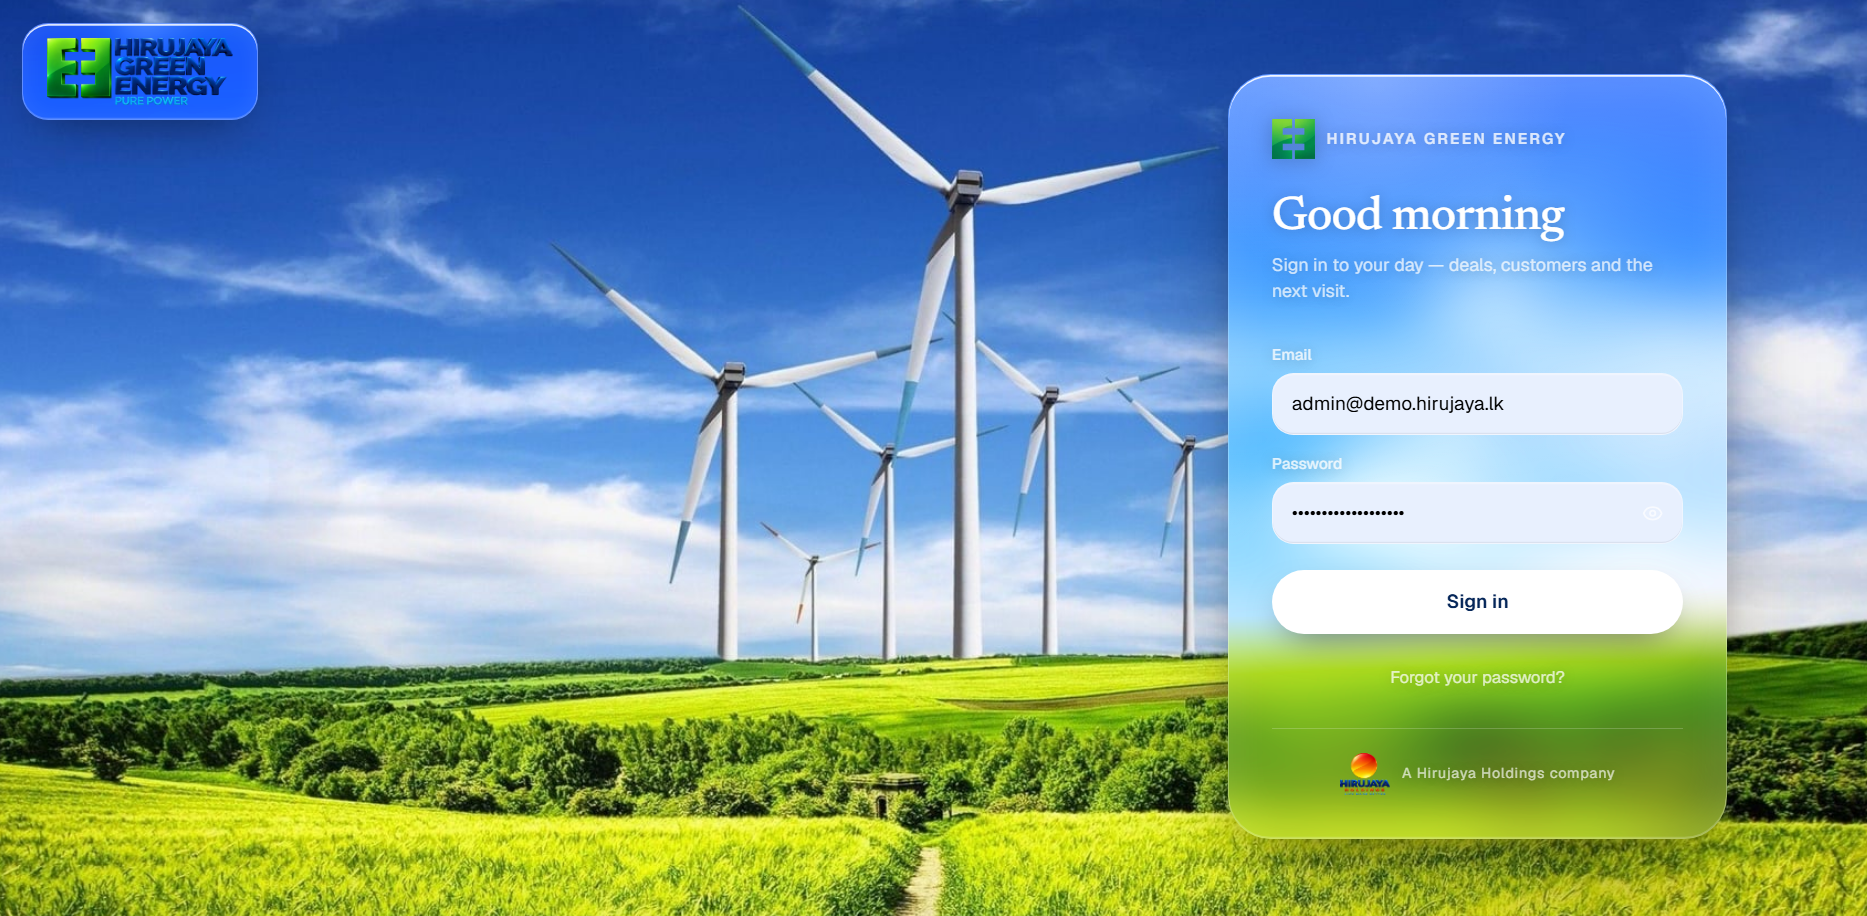 HIRUJAYA
GREEN
ENERGY
PURE POWER
HIRUJAYA GREEN ENERGY
Good morning
Sign in to your day — deals, customers and the
next visit.
Email
admin@demo.hirujaya.lk
Password
•••••••••••••••••••
Sign in
Forgot your password?
HIRUJAYA
A Hirujaya Holdings company